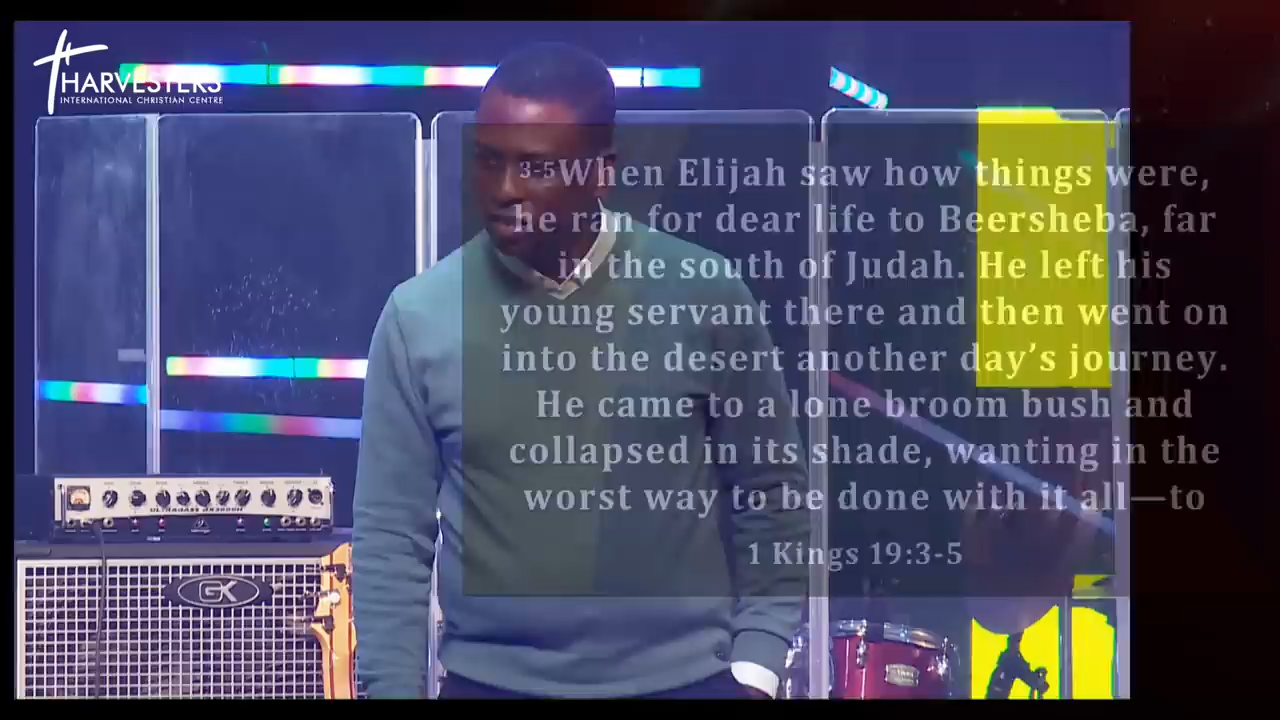 HARVESTERS
INTERNATIONAL CHRISTIAN CENTRE
3-5When Elijah saw how things were,
he ran for dear life to Beersheba, far
in the south of Judah. He left his
young servant there and then went on
into the desert another day’s journey.
He came to a lone broom bush and
collapsed in its shade, wanting in the
worst way to be done with it all—to
1 Kings 19:3-5
GK